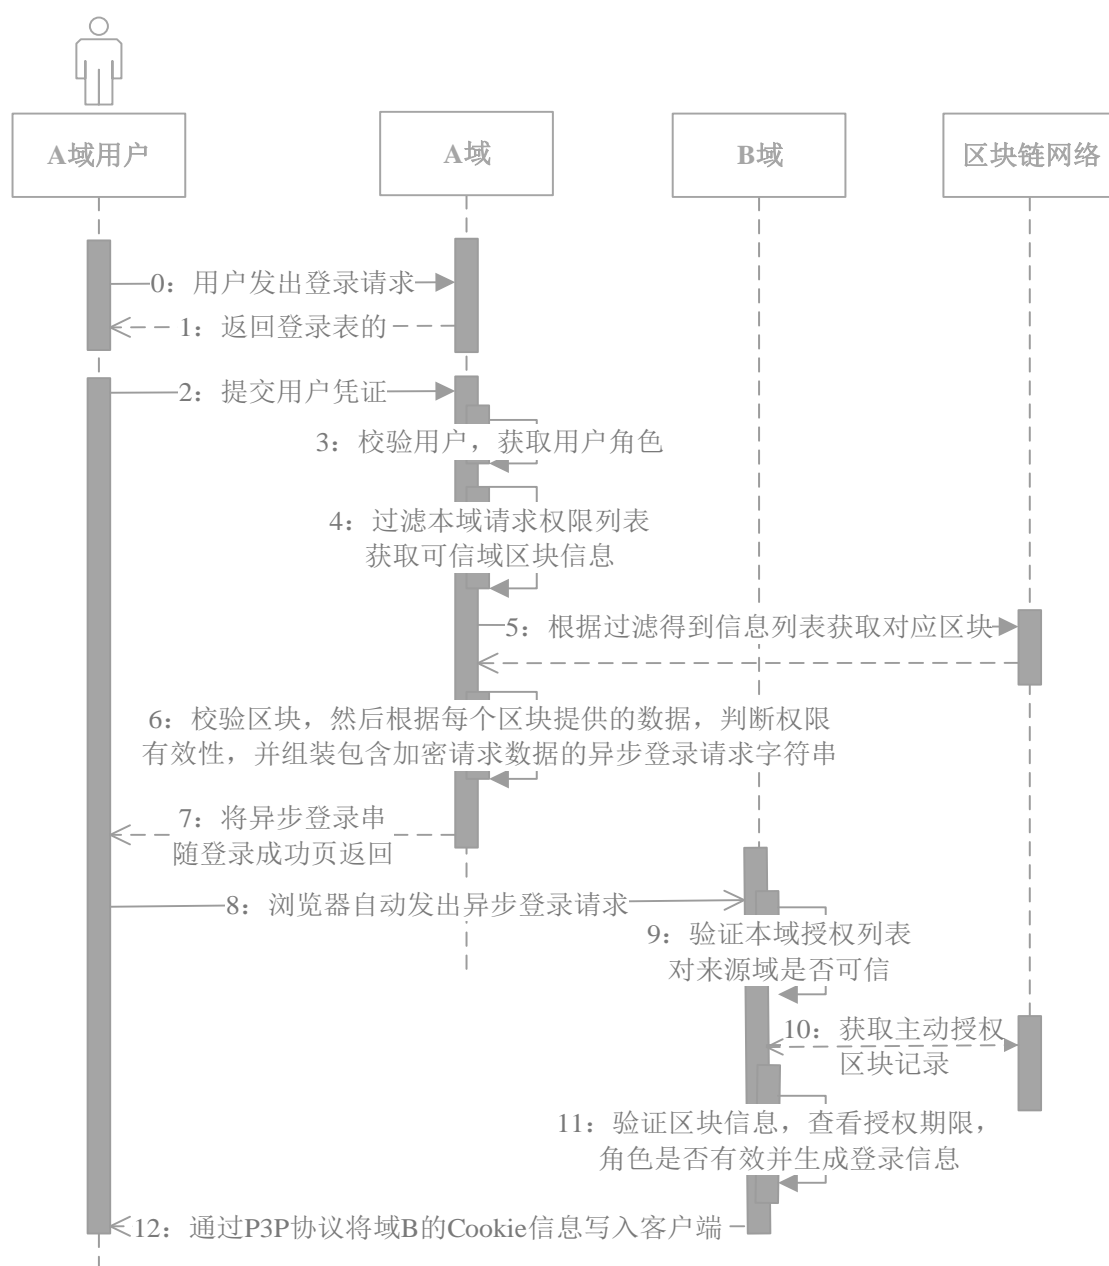 A域用户
A域
B域
区块链网络
0：用户发出登录请求
1：返回登录表的
2：提交用户凭证
3：校验用户，获取用户角色
4：过滤本域请求权限列表
获取可信域区块信息
5：根据过滤得到信息列表获取对应区块
6：校验区块，然后根据每个区块提供的数据，判断权限
有效性，并组装包含加密请求数据的异步登录请求字符串
7：将异步登录串
随登录成功页返回
8：浏览器自动发出异步登录请求
9：验证本域授权列表
对来源域是否可信
10：获取主动授权
区块记录
11：验证区块信息，查看授权期限，
角色是否有效并生成登录信息
12：通过P3P协议将域B的Cookie信息写入客户端